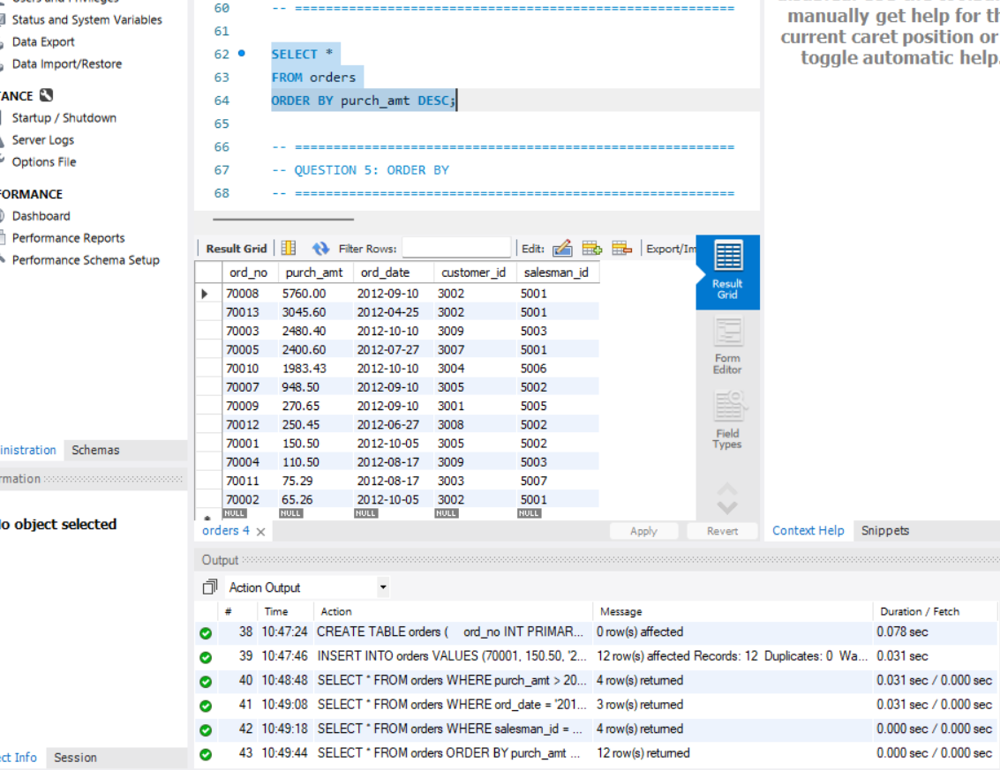 Status and System Variables
Data Export
Data Import/Restore
Startup / Shutdown
Server Logs
Options File
Dashboard
Performance Reports
Performance Schema Setup
Schemas
object selected
Session
60 -- =========================================================
61
62 SELECT *
63 FROM orders
64 ORDER BY purch_amt DESC;
65
66 -- =========================================================
67 -- QUESTION 5: ORDER BY
68 -- =========================================================
manually get help for th
current caret position or
toggle automatic help.
Result Grid Filter Rows: Edit: Export/Im
ord_no purch_amt ord_date customer_id salesman_id
70008 5760.00 2012-09-10 3002 5001
70013 3045.60 2012-04-25 3002 5001
70003 2480.40 2012-10-10 3009 5003
70005 2400.60 2012-07-27 3007 5001
70010 1983.43 2012-10-10 3004 5006
70007 948.50 2012-09-10 3005 5002
70009 270.65 2012-09-10 3001 5005
70012 250.45 2012-06-27 3008 5002
70001 150.50 2012-10-05 3005 5002
70004 110.50 2012-08-17 3009 5003
70011 75.29 2012-08-17 3003 5007
70002 65.26 2012-10-05 3002 5001
NULL NULL NULL NULL NULL
Result
Grid
Form
Editor
Field
Types
orders 4 Apply Revert Context Help Snippets
Output
Action Output
# Time Action Message Duration / Fetch
38 10:47:24 CREATE TABLE orders ( ord_no INT PRIMAR... 0 row(s) affected 0.078 sec
39 10:47:46 INSERT INTO orders VALUES (70001, 150.50, '2... 12 row(s) affected Records: 12 Duplicates: 0 Wa... 0.031 sec
40 10:48:48 SELECT * FROM orders WHERE purch_amt > 20... 4 row(s) returned 0.031 sec / 0.000 sec
41 10:49:08 SELECT * FROM orders WHERE ord_date = '201... 3 row(s) returned 0.031 sec / 0.000 sec
42 10:49:18 SELECT * FROM orders WHERE salesman_id = ... 4 row(s) returned 0.000 sec / 0.000 sec
43 10:49:44 SELECT * FROM orders ORDER BY purch_amt ... 12 row(s) returned 0.000 sec / 0.000 sec